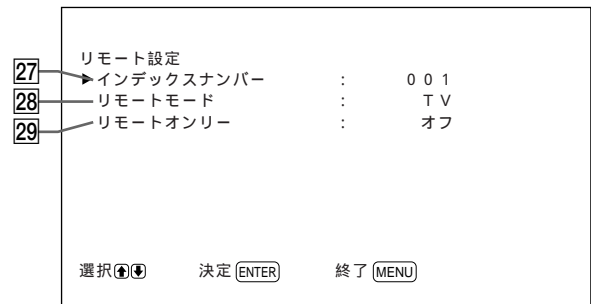 リモート設定
27 ▶インデックスナンバー : 001
28 リモートモード : TV
29 リモートオンリー : オフ
選択 ↑ ↓ 決定 ENTER 終了 MENU